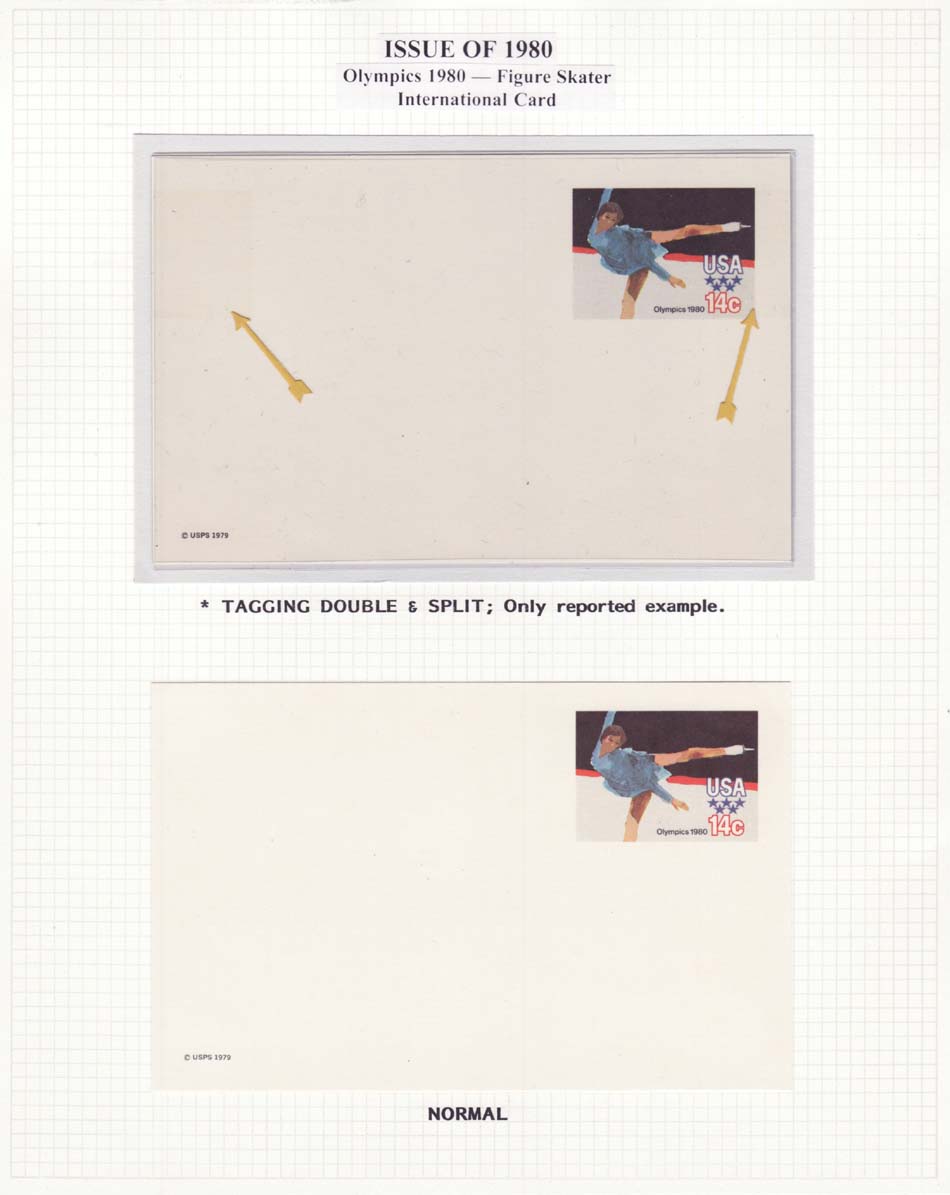 ISSUE OF 1980
Olympics 1980 — Figure Skater
International Card
USA
Olympics 1980 14c
© USPS 1979
* TAGGING DOUBLE & SPLIT; Only reported example.
USA
Olympics 1980 14c
© USPS 1979
NORMAL